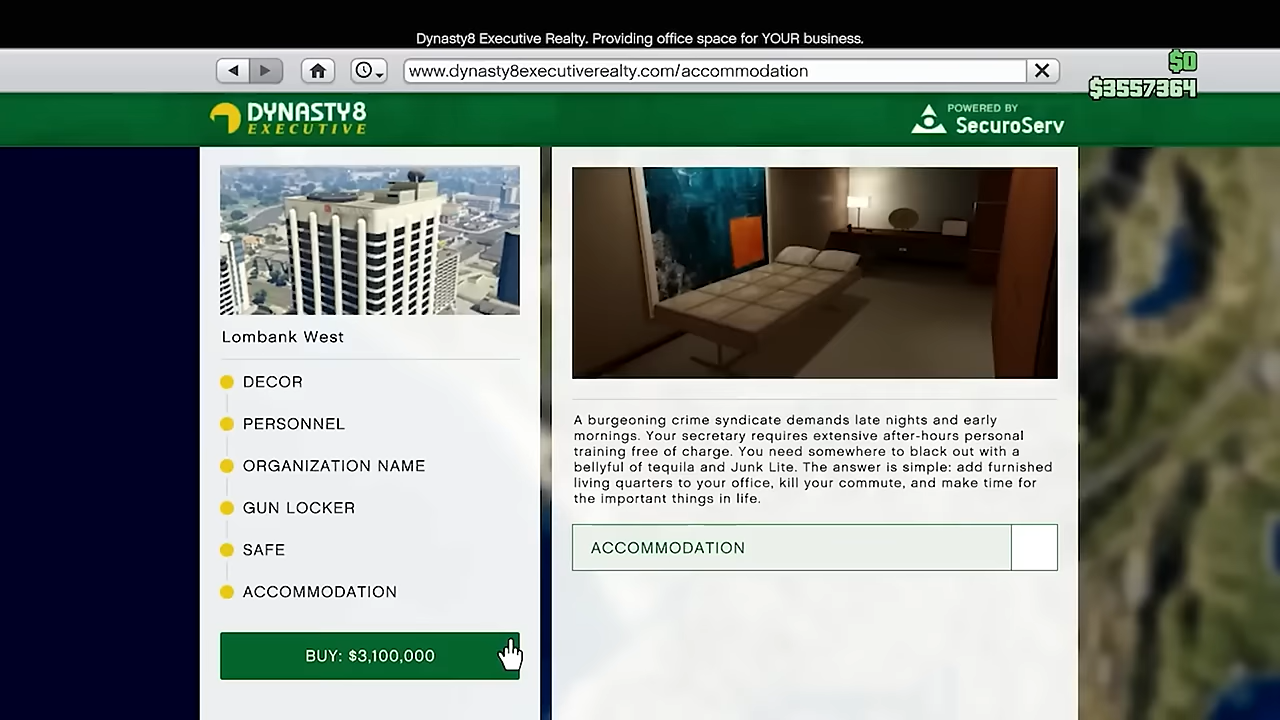 Dynasty8 Executive Realty. Providing office space for YOUR business.
www.dynasty8executiverealty.com/accommodation
$0
$3557364
DYNASTY 8
EXECUTIVE
POWERED BY
SecuroServ
Lombank West
DECOR
PERSONNEL
ORGANIZATION NAME
GUN LOCKER
SAFE
ACCOMMODATION
BUY: $3,100,000
A burgeoning crime syndicate demands late nights and early
mornings. Your secretary requires extensive after-hours personal
training free of charge. You need somewhere to black out with a
bellyful of tequila and Junk Lite. The answer is simple: add furnished
living quarters to your office, kill your commute, and make time for
the important things in life.
ACCOMMODATION